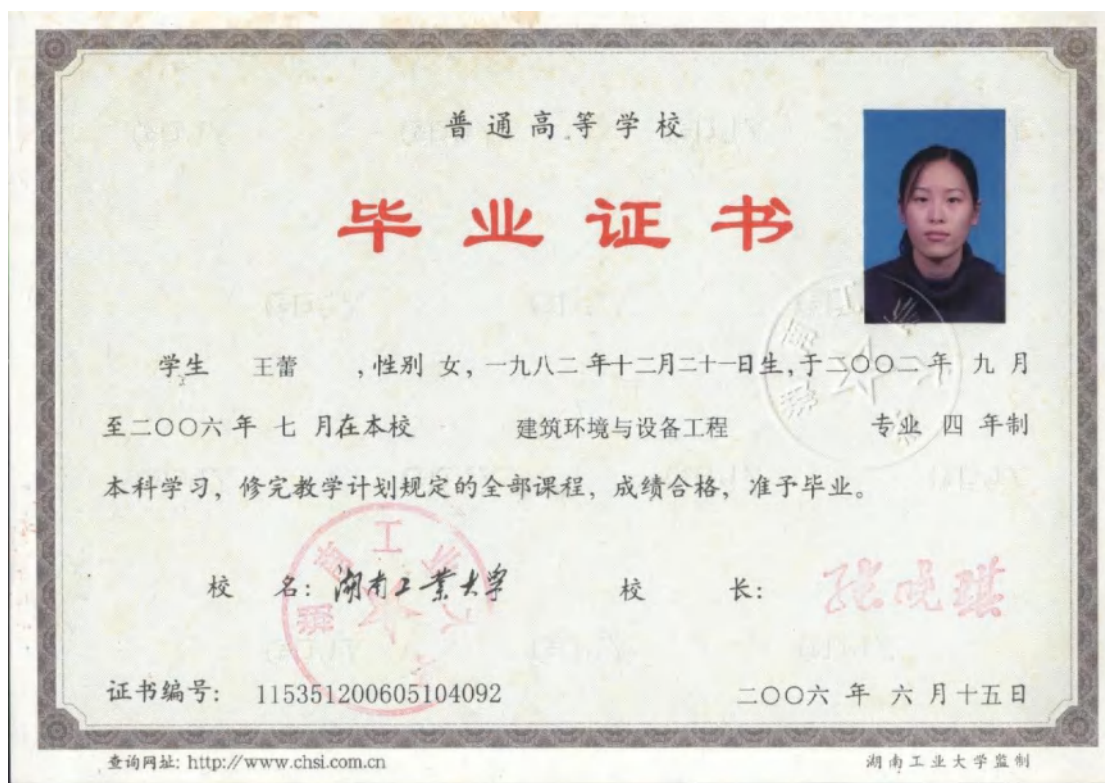 普通高等学校
毕业证书
学生 王蕾 ，性别 女，一九八二年十二月二十一日生，于二〇〇二年 九 月
至二〇〇六年 七 月在本校 建筑环境与设备工程 专业 四 年制
本科学习，修完教学计划规定的全部课程，成绩合格，准予毕业。
校 名：湖南工业大学 校 长：张晓琪
证书编号： 115351200605104092 二〇〇六 年 六 月十五日
查询网址: http://www.chsi.com.cn 湖南工业大学监制